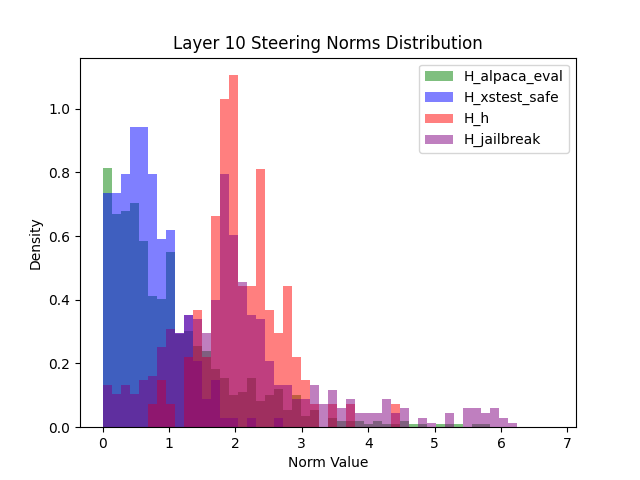 Layer 10 Steering Norms Distribution
H_alpaca_eval
H_xstest_safe
H_h
H_jailbreak
Density
1.0
0.8
0.6
0.4
0.2
0.0
0 1 2 3 4 5 6 7
Norm Value